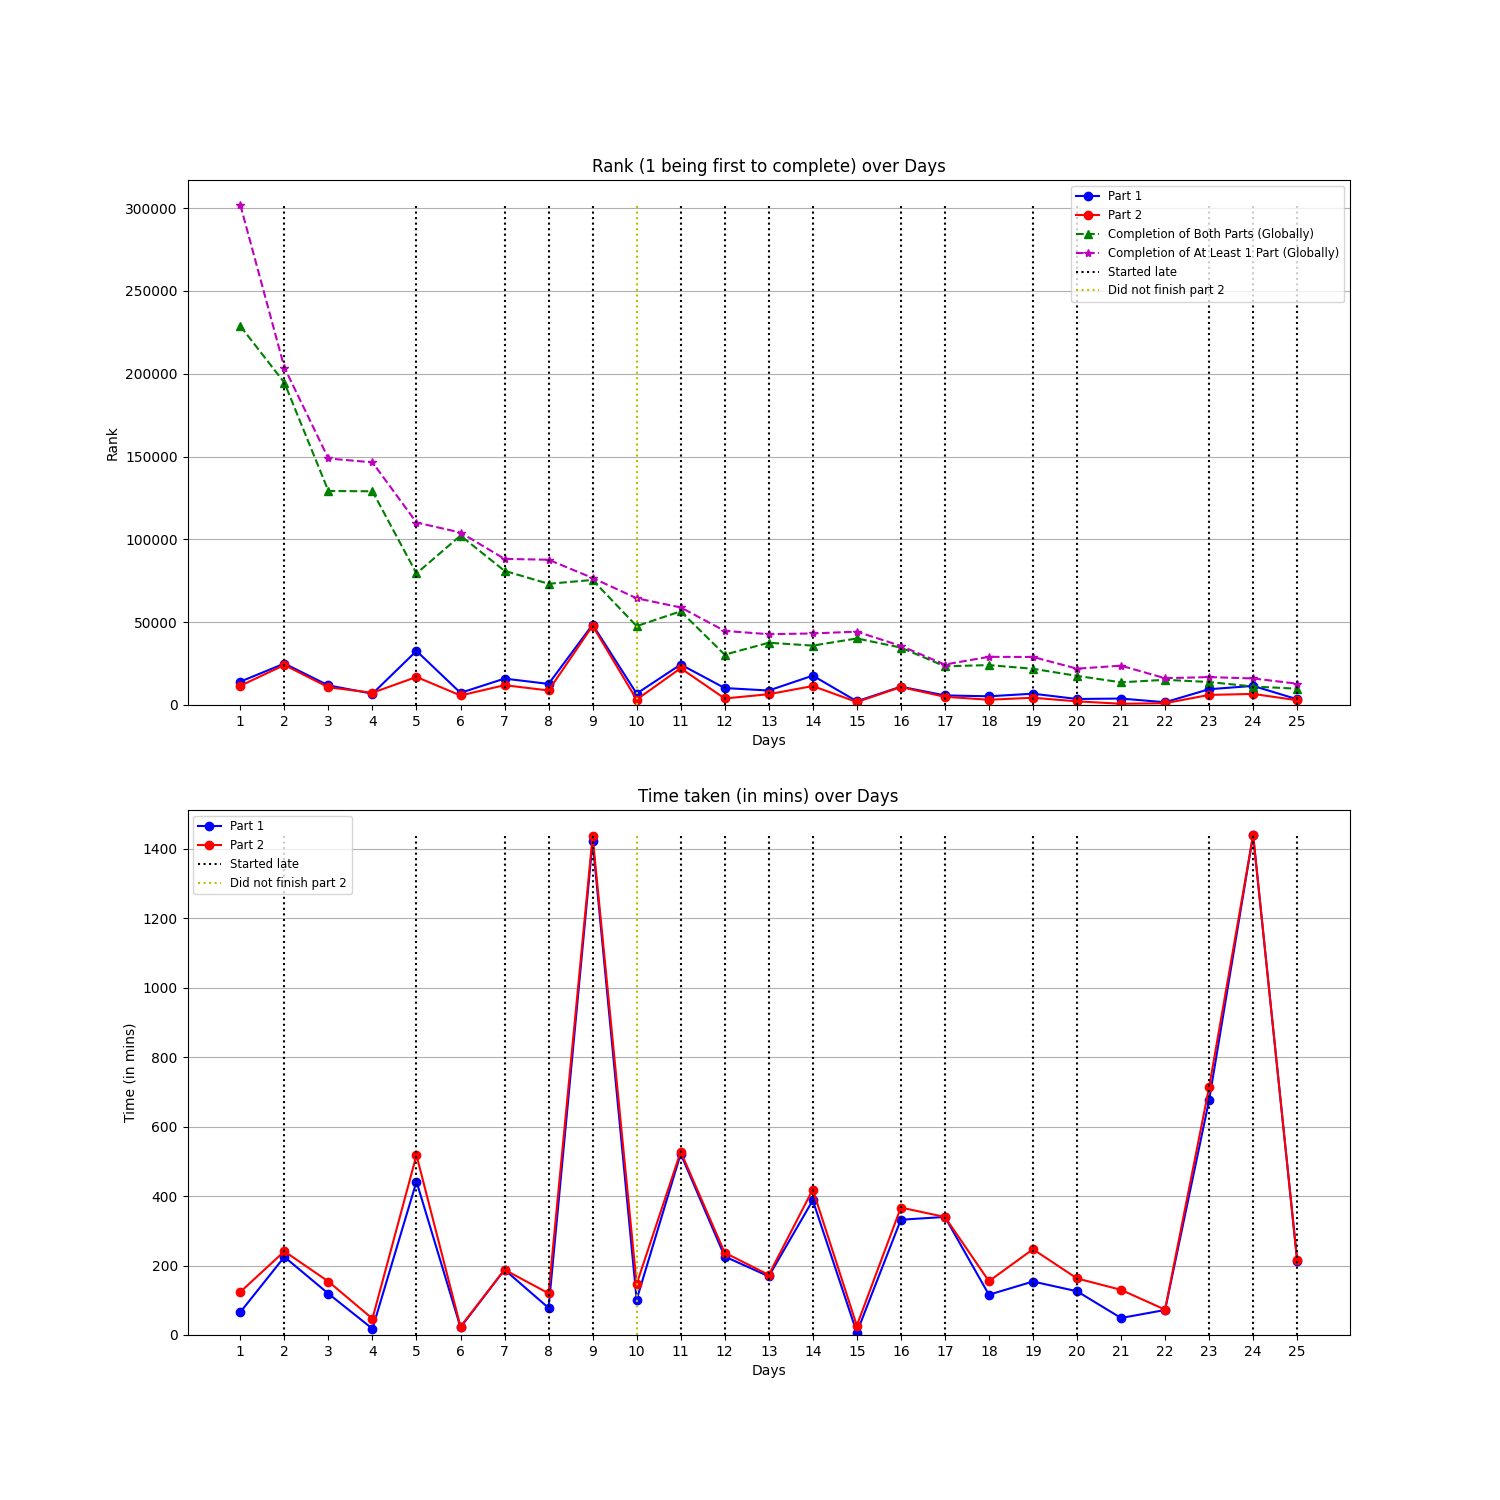 Rank (1 being first to complete) over Days
Part 1
Part 2
Completion of Both Parts (Globally)
Completion of At Least 1 Part (Globally)
Started late
Did not finish part 2
300000
250000
200000
150000
100000
50000
0
Rank
1 2 3 4 5 6 7 8 9 10 11 12 13 14 15 16 17 18 19 20 21 22 23 24 25
Days
Time taken (in mins) over Days
Part 1
Part 2
Started late
Did not finish part 2
1400
1200
1000
800
600
400
200
0
Time (in mins)
1 2 3 4 5 6 7 8 9 10 11 12 13 14 15 16 17 18 19 20 21 22 23 24 25
Days